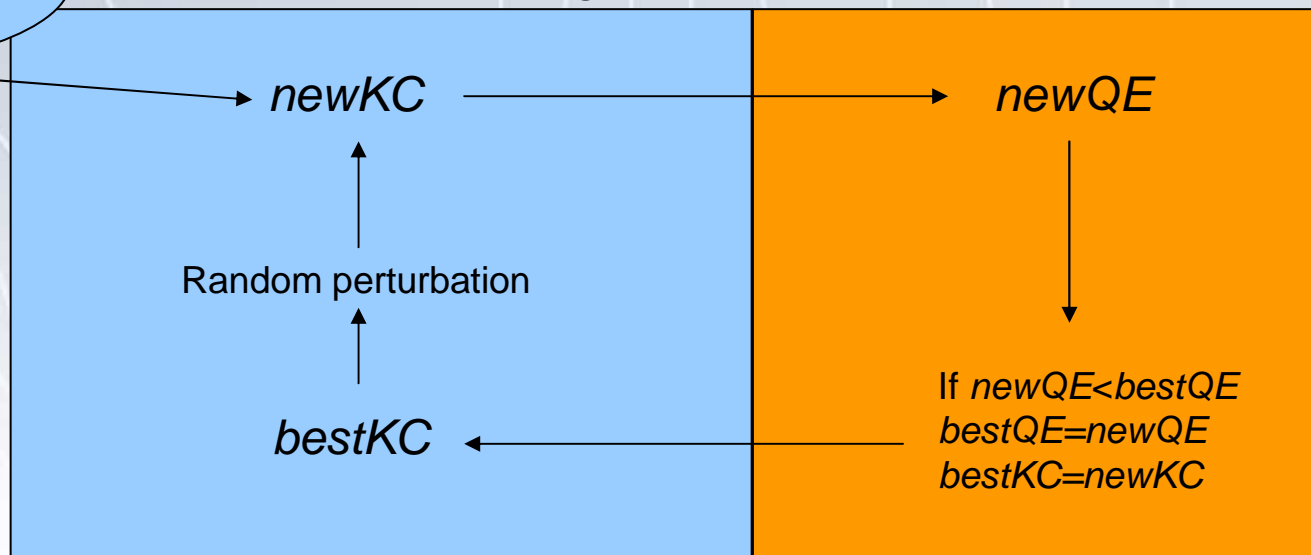 newKC
newQE
Random perturbation
If newQE<bestQE
bestKC
bestQE=newQE
bestKC=newKC